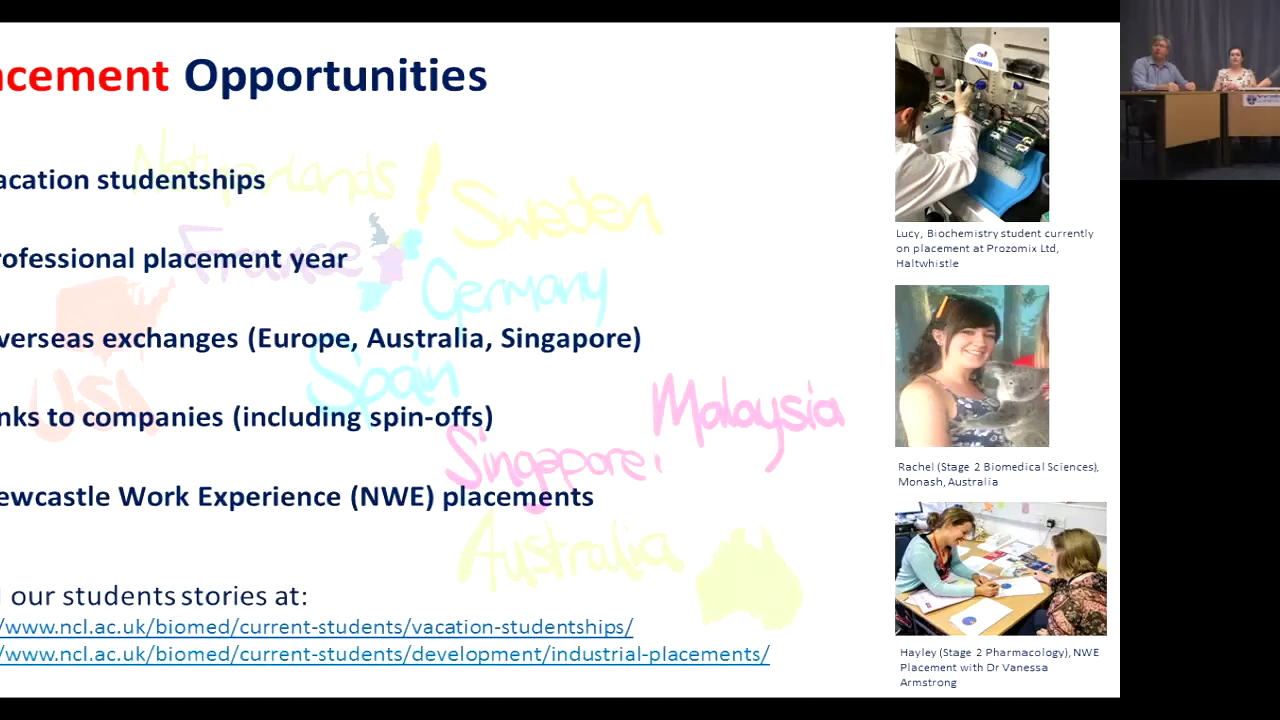 acement Opportunities
Netherlands
acation studentships
Sweden
France
rofessional placement year
Germany
verseas exchanges (Europe, Australia, Singapore)
Spain
USA
Malaysia
nks to companies (including spin-offs)
Singapore
ewcastle Work Experience (NWE) placements
Australia
our students stories at:
/www.ncl.ac.uk/biomed/current-students/vacation-studentships/
/www.ncl.ac.uk/biomed/current-students/development/industrial-placements/
Lucy, Biochemistry student currently
on placement at Prozomix Ltd,
Haltwhistle
Rachel (Stage 2 Biomedical Sciences),
Monash, Australia
Hayley (Stage 2 Pharmacology), NWE
Placement with Dr Vanessa
Armstrong